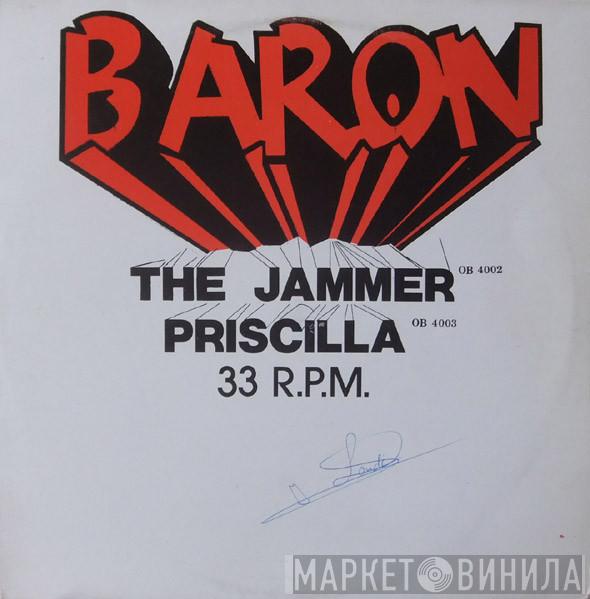 BARON
THE JAMMER OB 4002
PRISCILLA OB 4003
33 R.P.M.
МАРКЕТ ВИНИЛА